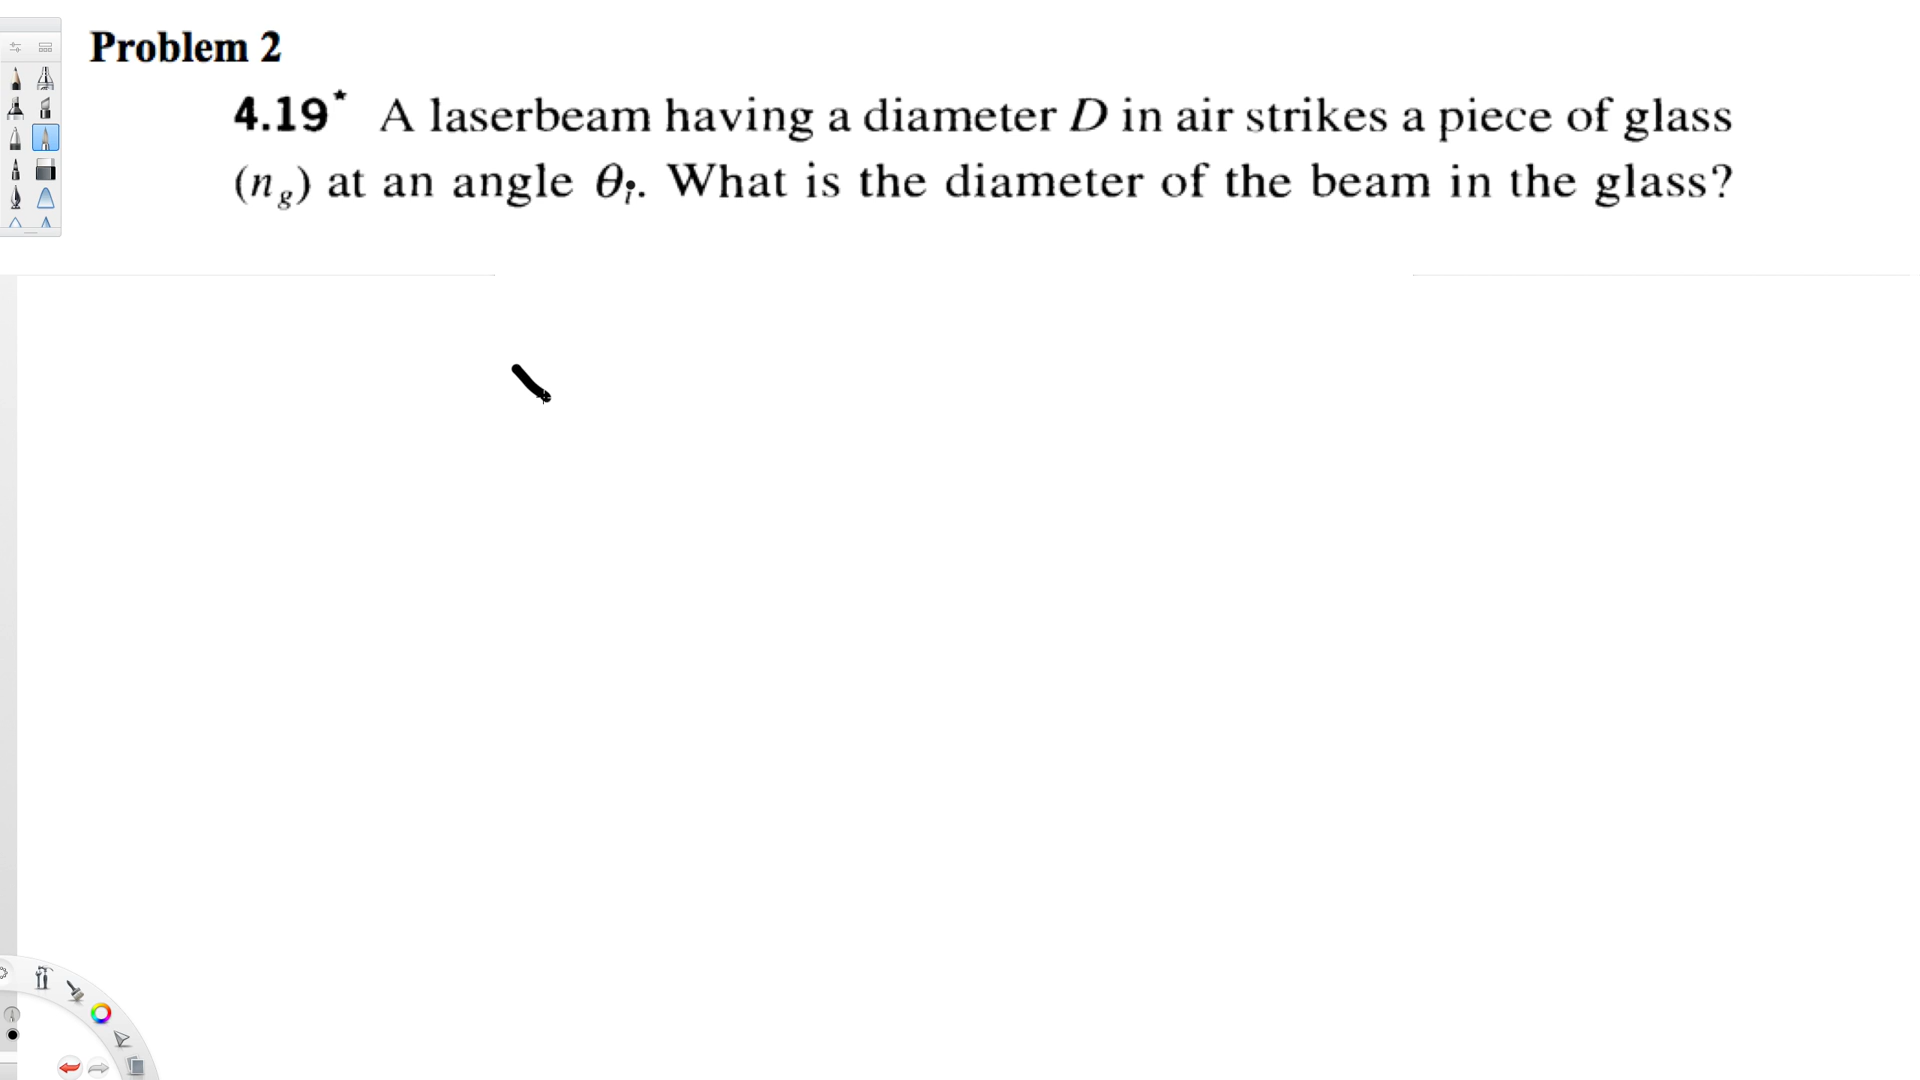 Problem 2
4.19* A laserbeam having a diameter D in air strikes a piece of glass
(n_g) at an angle θ_i. What is the diameter of the beam in the glass?